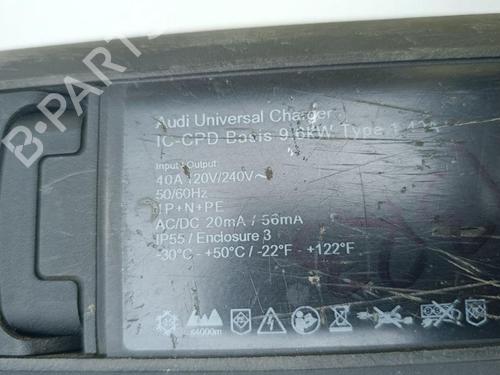 B-PARTS
Audi Universal Charger
IC-CPD Basis 9,6KW Type 1
Input / Output:
40A 120V/240V~
50/60Hz
1P+N+PE
AC/DC 20mA / 56mA
IP55 / Enclosure 3
-30°C - +50°C / -22°F +122°F
≤4000m